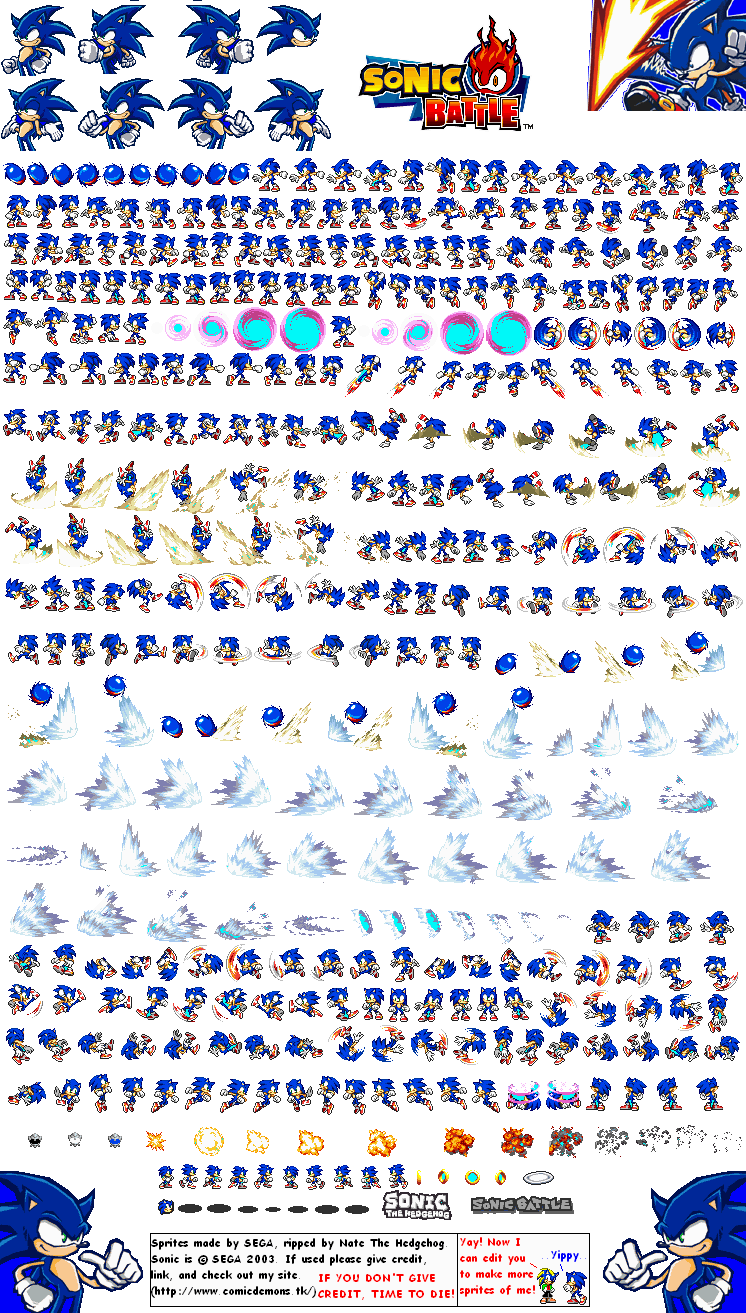 SONIC
BATTLE
TM
SONIC
THE HEDGEHOG
SONIC BATTLE
Sprites made by SEGA, ripped by Nate The Hedgehog.
Sonic is © SEGA 2003. If used please give credit,
link, and check out my site.
(http://www.comicdemons.tk/)
IF YOU DON'T GIVE
CREDIT, TIME TO DIE!
Yay! Now I
can edit you
to make more
sprites of me!
..Yippy..